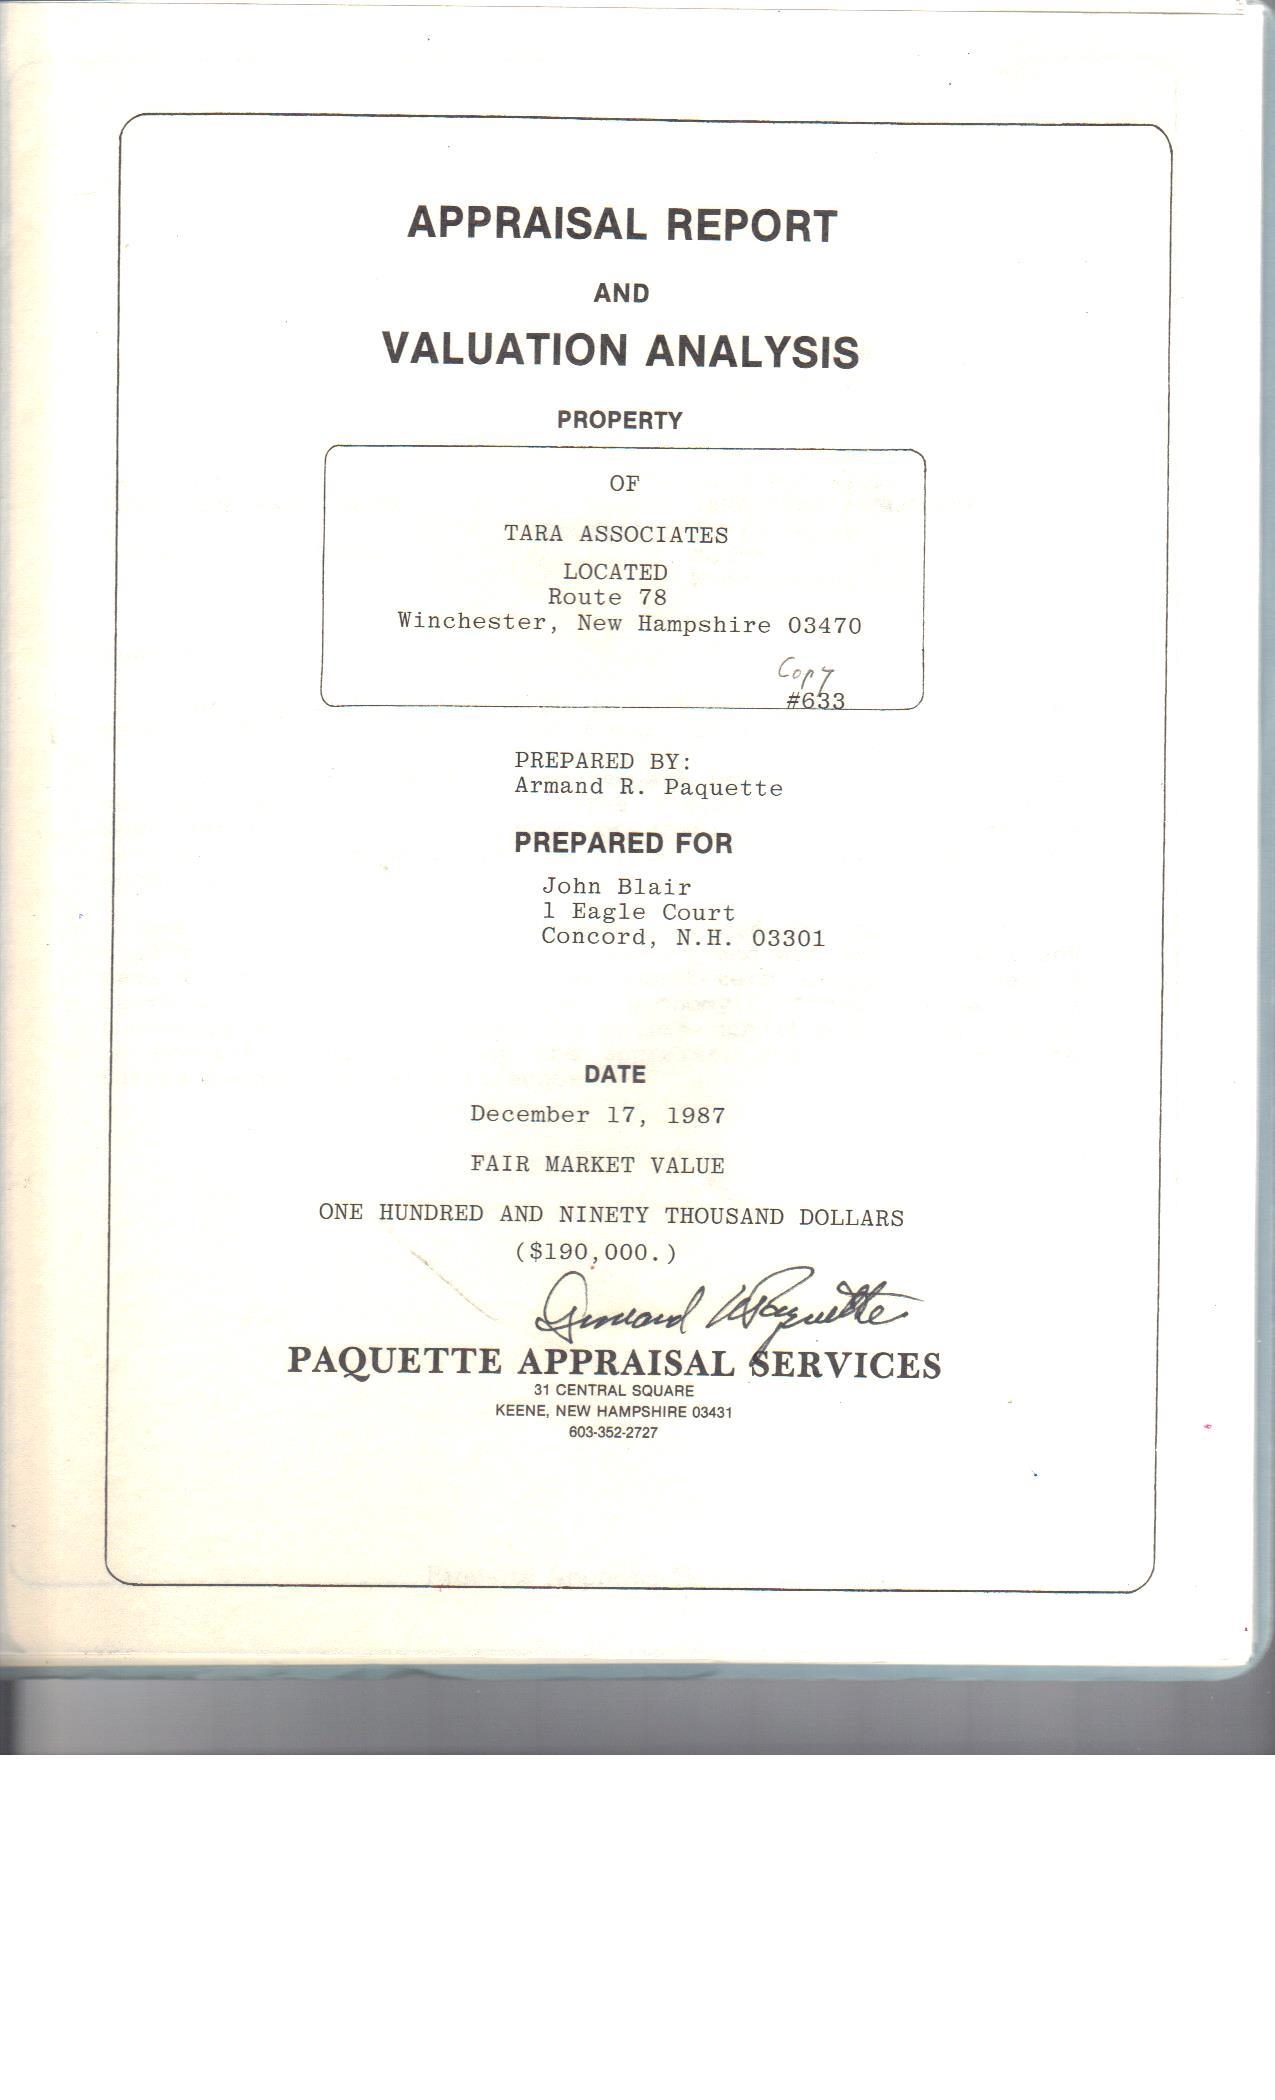 APPRAISAL REPORT
AND
VALUATION ANALYSIS
PROPERTY
OF
TARA ASSOCIATES
LOCATED
Route 78
Winchester, New Hampshire 03470
Copy
#633
PREPARED BY:
Armand R. Paquette
PREPARED FOR
John Blair
1 Eagle Court
Concord, N.H. 03301
DATE
December 17, 1987
FAIR MARKET VALUE
ONE HUNDRED AND NINETY THOUSAND DOLLARS
($190,000.)
Armand R Paquette
PAQUETTE APPRAISAL SERVICES
31 CENTRAL SQUARE
KEENE, NEW HAMPSHIRE 03431
603-352-2727